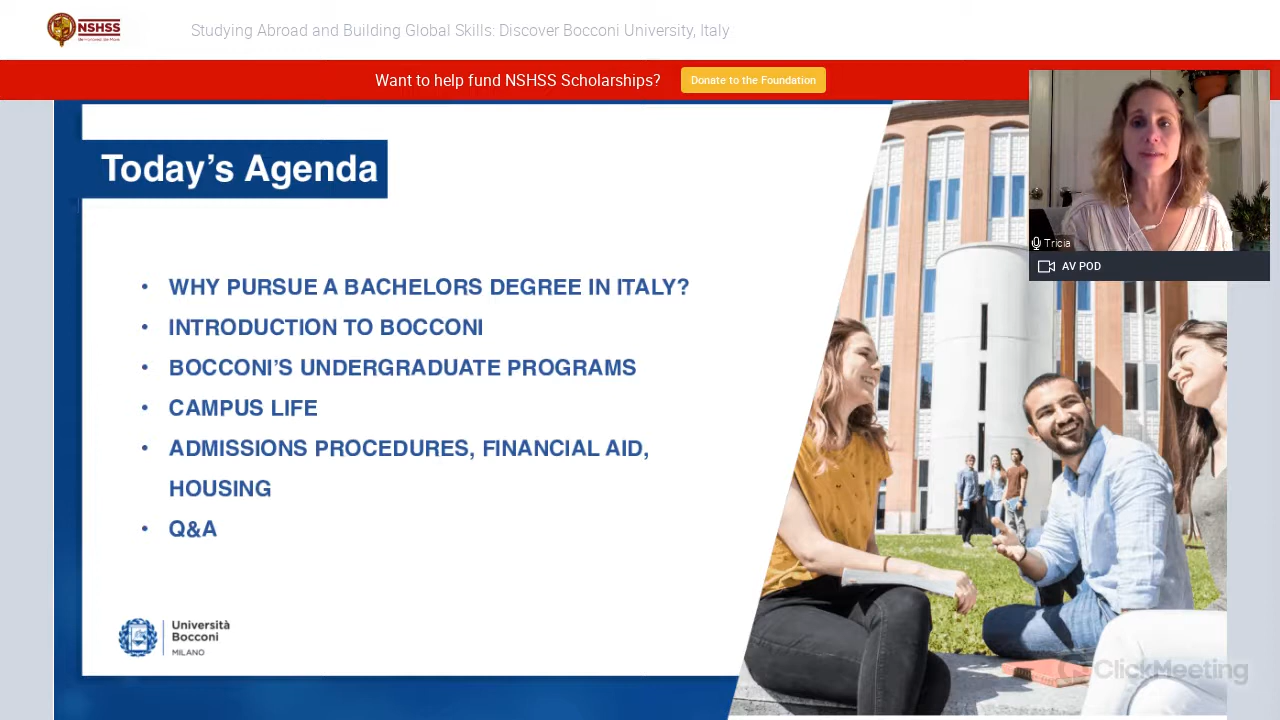 NSHSS
Studying Abroad and Building Global Skills: Discover Bocconi University, Italy
Want to help fund NSHSS Scholarships?
Donate to the Foundation
Today's Agenda
• WHY PURSUE A BACHELORS DEGREE IN ITALY?
• INTRODUCTION TO BOCCONI
• BOCCONI'S UNDERGRADUATE PROGRAMS
• CAMPUS LIFE
• ADMISSIONS PROCEDURES, FINANCIAL AID,
HOUSING
• Q&A
Università
Bocconi
MILANO
Tricia
AV POD
ClickMeeting